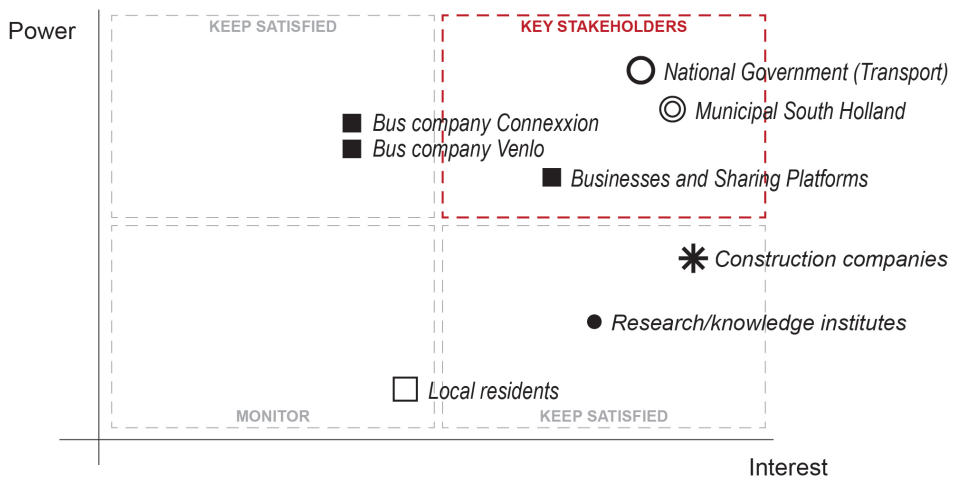 Power
KEEP SATISFIED
KEY STAKEHOLDERS
National Government (Transport)
Municipal South Holland
Bus company Connexxion
Bus company Venlo
Businesses and Sharing Platforms
Construction companies
Research/knowledge institutes
Local residents
MONITOR
KEEP SATISFIED
Interest